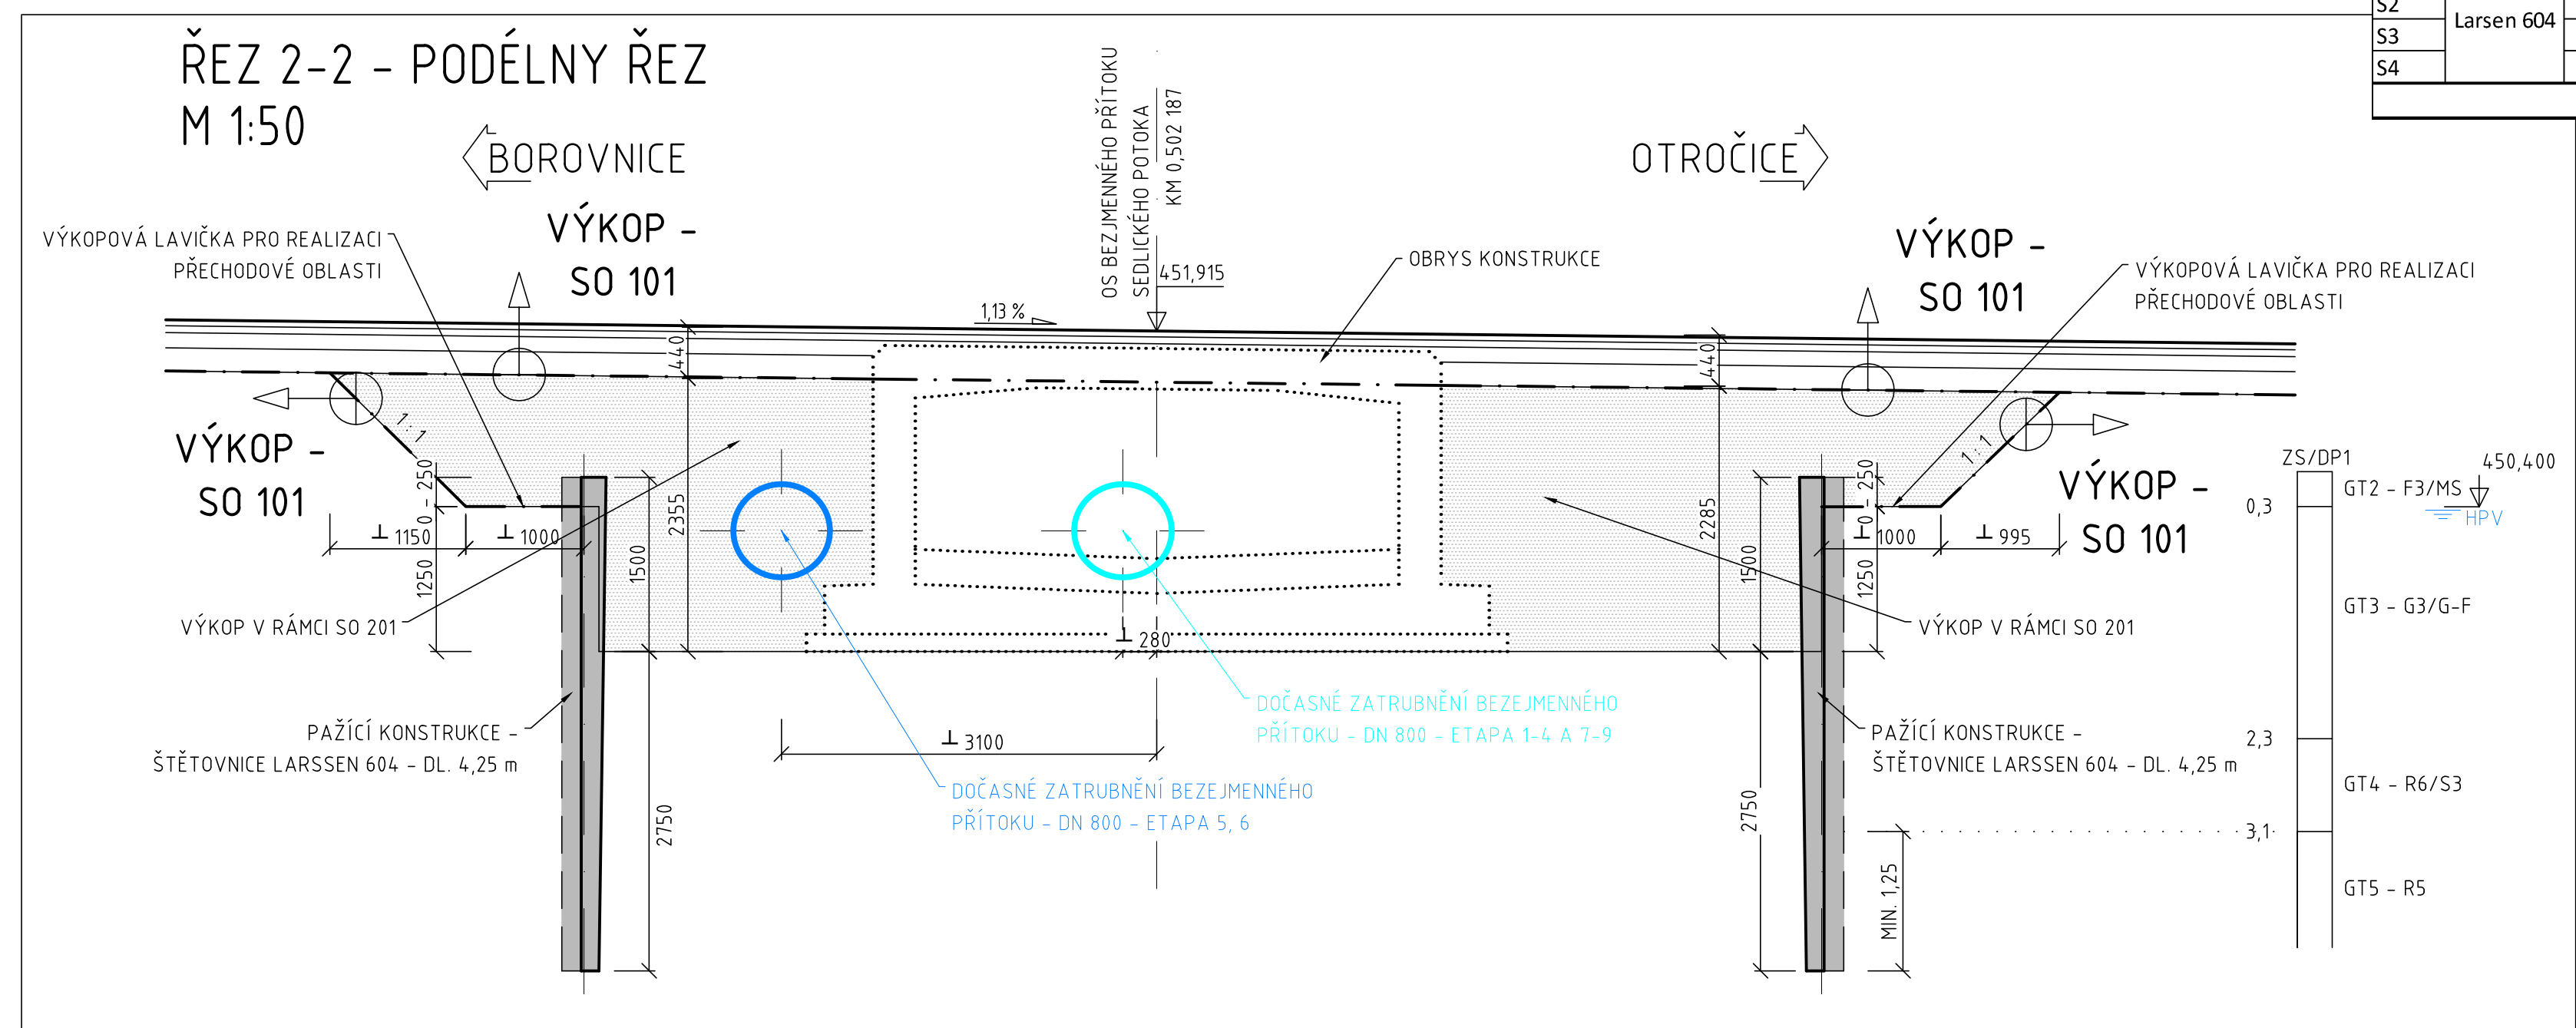 ŘEZ 2-2 - PODÉLNY ŘEZ
M 1:50
S2
S3
S4
Larsen 604
BOROVNICE
OTROČICE
OS BEZJMENNÉHO PŘÍTOKU
SEDLICKÉHO POTOKA
KM 0,502 187
451,915
1,13 %
OBRYS KONSTRUKCE
VÝKOP -
SO 101
VÝKOPOVÁ LAVIČKA PRO REALIZACI
PŘECHODOVÉ OBLASTI
VÝKOP -
SO 101
VÝKOPOVÁ LAVIČKA PRO REALIZACI
PŘECHODOVÉ OBLASTI
440
440
1:1
1:1
VÝKOP -
SO 101
VÝKOP -
SO 101
0 - 250
1250
⊥ 1150
⊥ 1000
1500
2355
2285
1500
⊥ 0 - 250
1000
1250
⊥ 995
VÝKOP V RÁMCI SO 201
VÝKOP V RÁMCI SO 201
⊥ 280
⊥ 3100
PAŽÍCÍ KONSTRUKCE -
ŠTĚTOVNICE LARSSEN 604 - DL. 4,25 m
2750
DOČASNÉ ZATRUBNĚNÍ BEZEJMENNÉHO
PŘÍTOKU - DN 800 - ETAPA 1-4 A 7-9
DOČASNÉ ZATRUBNĚNÍ BEZEJMENNÉHO
PŘÍTOKU - DN 800 - ETAPA 5, 6
PAŽÍCÍ KONSTRUKCE -
ŠTĚTOVNICE LARSSEN 604 - DL. 4,25 m
2750
MIN. 1,25
ZS/DP1
450,400
GT2 - F3/MS
0,3
HPV
GT3 - G3/G-F
2,3
GT4 - R6/S3
3,1
GT5 - R5